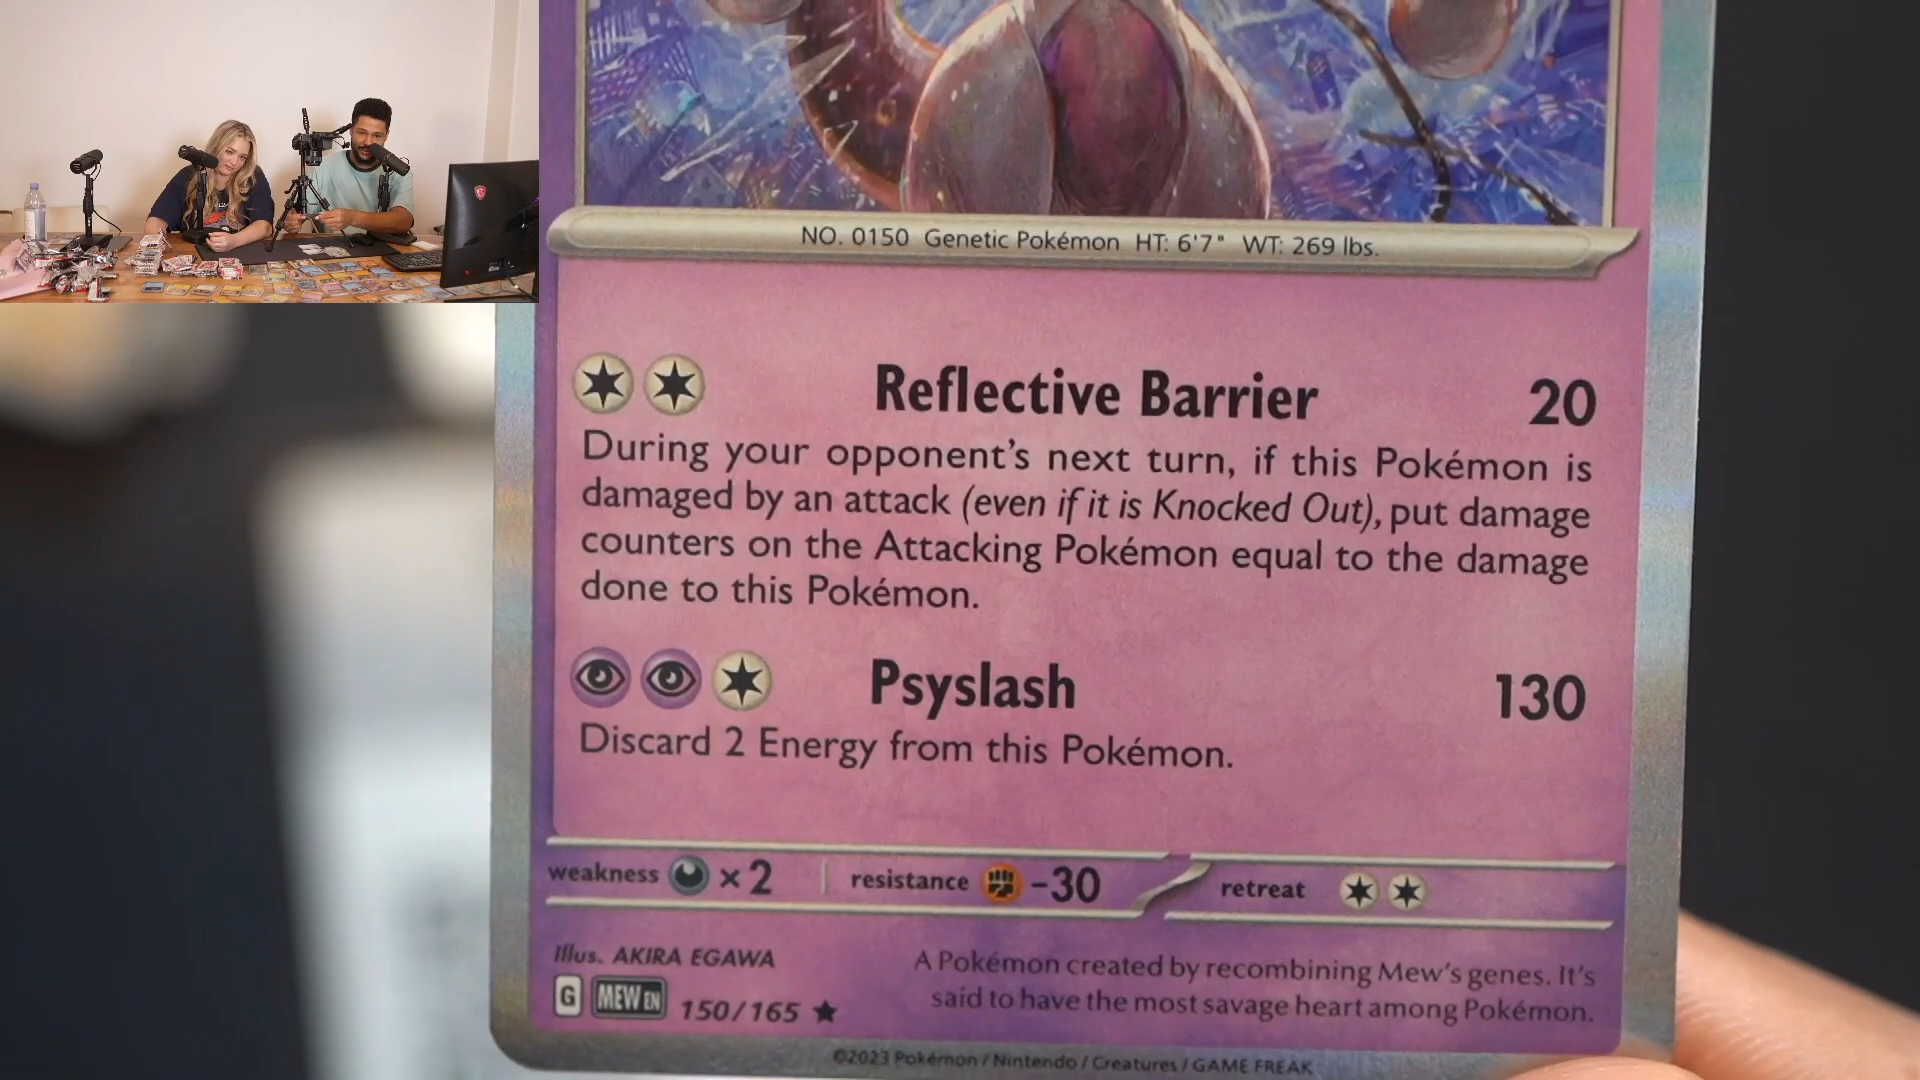 NO. 0150 Genetic Pokémon HT: 6'7" WT: 269 lbs.
Reflective Barrier 20
During your opponent's next turn, if this Pokémon is
damaged by an attack (even if it is Knocked Out), put damage
counters on the Attacking Pokémon equal to the damage
done to this Pokémon.
Psyslash 130
Discard 2 Energy from this Pokémon.
weakness ×2 resistance -30 retreat
Illus. AKIRA EGAWA
A Pokémon created by recombining Mew's genes. It's
said to have the most savage heart among Pokémon.
G MEW EN 150/165
©2023 Pokémon / Nintendo / Creatures / GAME FREAK